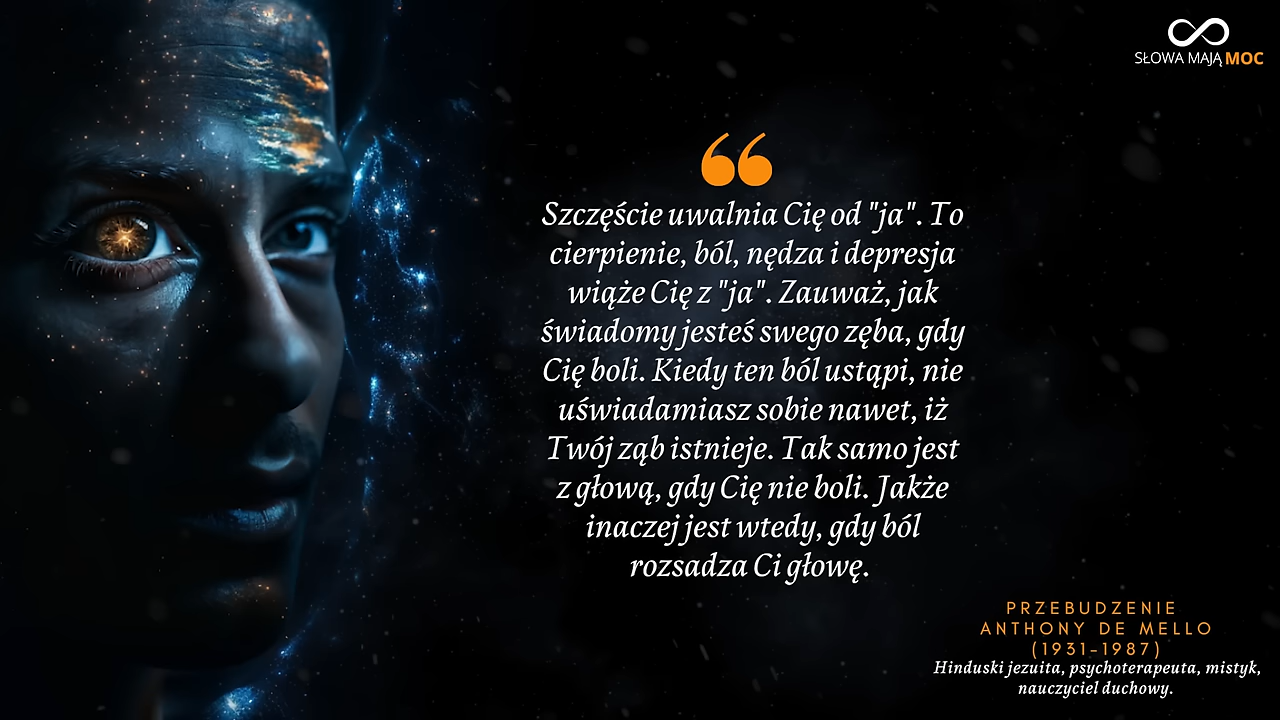 SŁOWA MAJĄ MOC
Szczęście uwalnia Cię od "ja". To
cierpienie, ból, nędza i depresja
wiąże Cię z "ja". Zauważ, jak
świadomy jesteś swego zęba, gdy
Cię boli. Kiedy ten ból ustąpi, nie
uświadamiasz sobie nawet, iż
Twój ząb istnieje. Tak samo jest
z głową, gdy Cię nie boli. Jakże
inaczej jest wtedy, gdy ból
rozsadza Ci głowę.
PRZEBUDZENIE
ANTHONY DE MELLO
(1931-1987)
Hinduski jezuita, psychoterapeuta, mistyk,
nauczyciel duchowy.